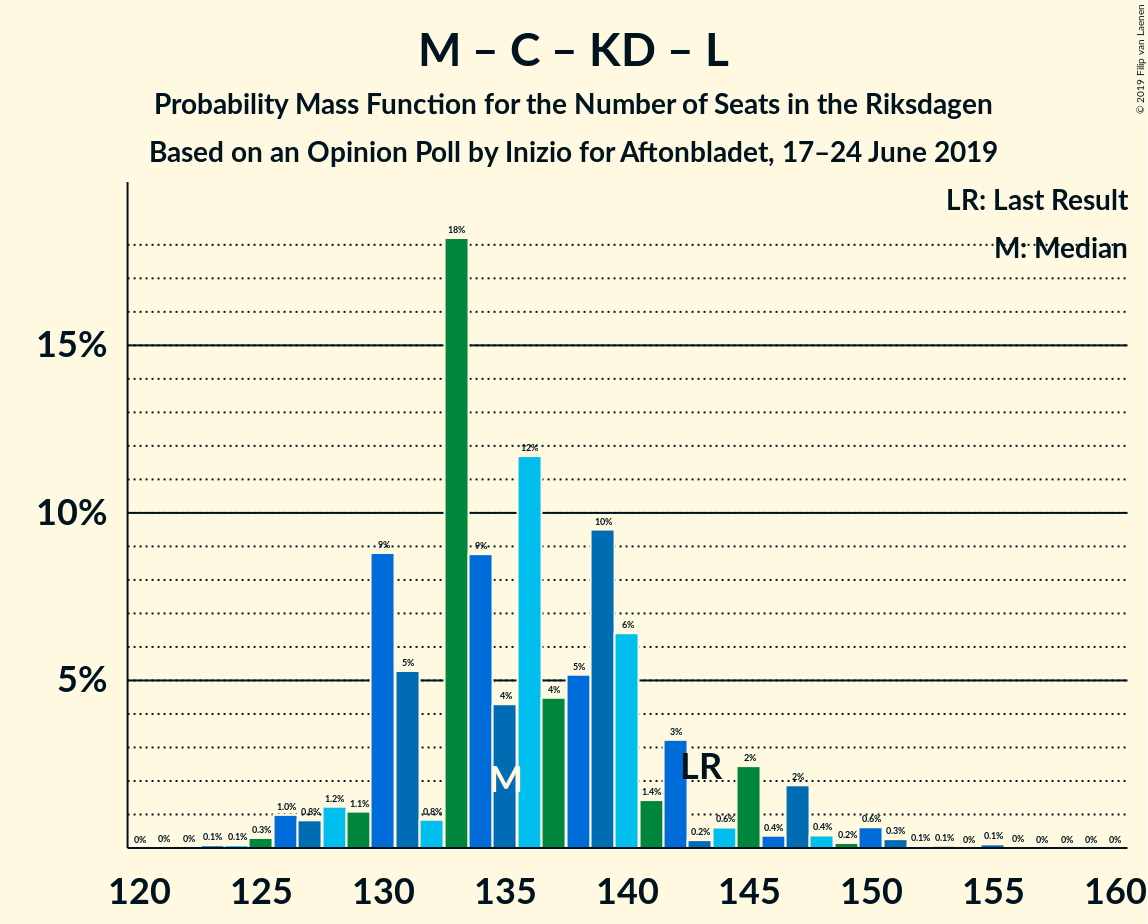 M – C – KD – L
Probability Mass Function for the Number of Seats in the Riksdagen
Based on an Opinion Poll by Inizio for Aftonbladet, 17–24 June 2019
© 2019 Filip van Laenen
LR: Last Result
M: Median
15%
10%
5%
0% 0% 0% 0.1% 0.1% 0.3% 1.0% 0.8% 1.2% 1.1% 9% 5% 0.8% 18% 9% 4% 12% 4% 5% 10% 6% 1.4% 3% 0.2% 0.6% 2% 0.4% 2% 0.4% 0.2% 0.6% 0.3% 0.1% 0.1% 0% 0.1% 0% 0% 0% 0% 0%
M
LR
120 125 130 135 140 145 150 155 160